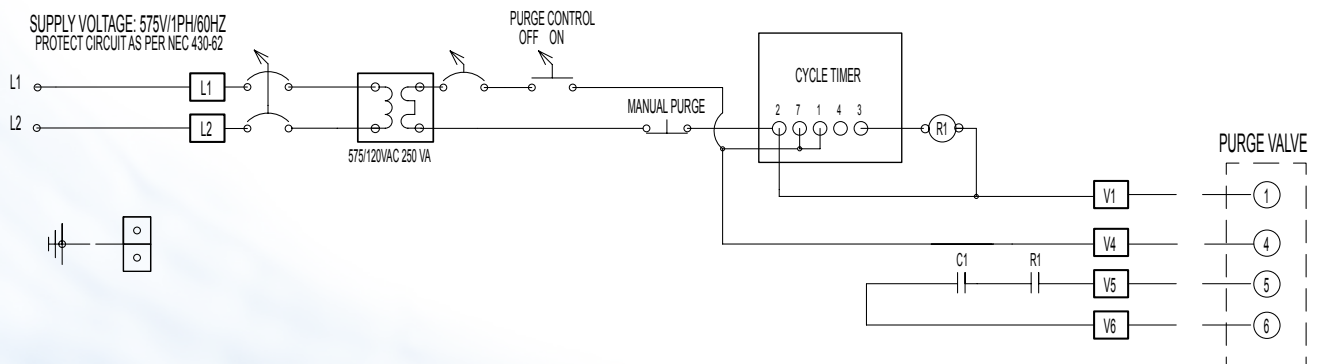 SUPPLY VOLTAGE: 575V/1PH/60HZ
PROTECT CIRCUIT AS PER NEC 430-62
PURGE CONTROL
OFF ON
CYCLE TIMER
L1
L1
MANUAL PURGE
2 7 1 4 3
L2
L2
R1
575/120VAC 250 VA
PURGE VALVE
V1
1
V4
4
C1
R1
V5
5
V6
6